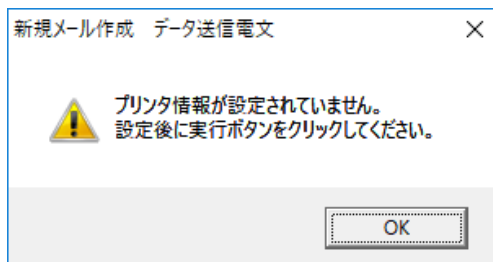 新規メール作成　データ送信電文
プリンタ情報が設定されていません。
設定後に実行ボタンをクリックしてください。
OK